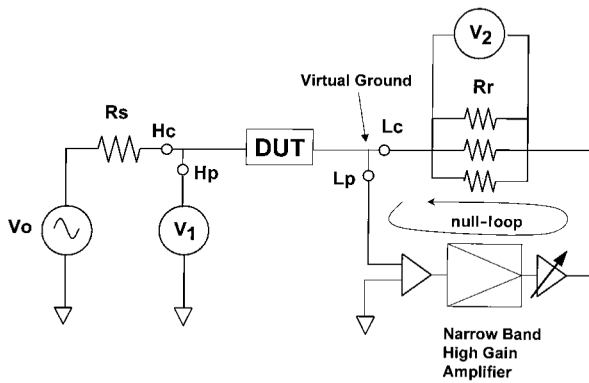 V2
Virtual Ground
Rr
Rs
Hc
DUT
Lc
Hp
Lp
Vo
V1
null-loop
Narrow Band
High Gain
Amplifier